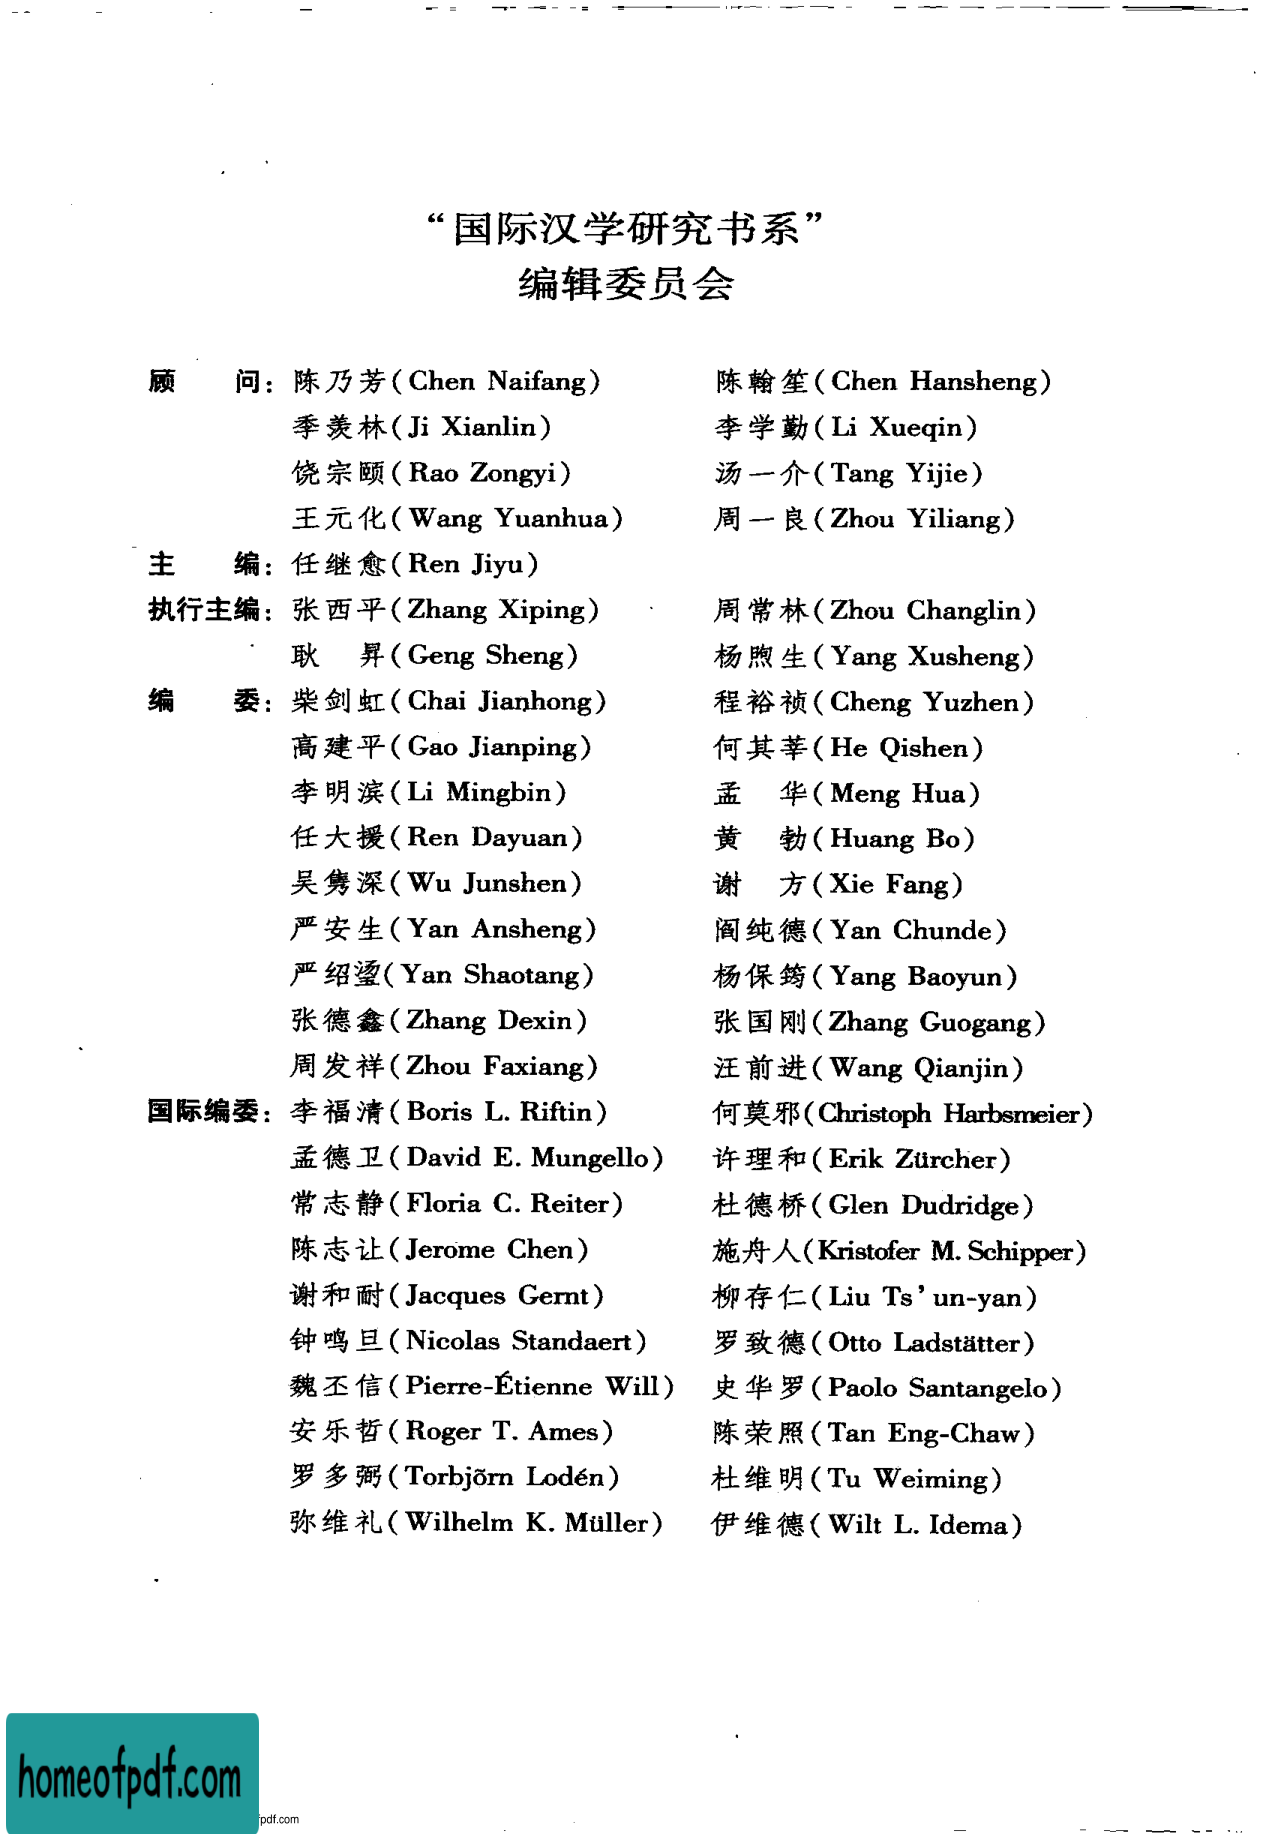 “国际汉学研究书系”
编辑委员会
顾　　问：陈乃芳(Chen Naifang)　陈翰笙(Chen Hansheng)
季羡林(Ji Xianlin)　李学勤(Li Xueqin)
饶宗颐(Rao Zongyi)　汤一介(Tang Yijie)
王元化(Wang Yuanhua)　周一良(Zhou Yiliang)
主　　编：任继愈(Ren Jiyu)
执行主编：张西平(Zhang Xiping)　周常林(Zhou Changlin)
耿　昇(Geng Sheng)　杨煦生(Yang Xusheng)
编　　委：柴剑虹(Chai Jianhong)　程裕祯(Cheng Yuzhen)
高建平(Gao Jianping)　何其莘(He Qishen)
李明滨(Li Mingbin)　孟　华(Meng Hua)
任大援(Ren Dayuan)　黄　勃(Huang Bo)
吴隽深(Wu Junshen)　谢　方(Xie Fang)
严安生(Yan Ansheng)　阎纯德(Yan Chunde)
严绍璗(Yan Shaotang)　杨保筠(Yang Baoyun)
张德鑫(Zhang Dexin)　张国刚(Zhang Guogang)
周发祥(Zhou Faxiang)　汪前进(Wang Qianjin)
国际编委：李福清(Boris L. Riftin)　何莫邪(Christoph Harbsmeier)
孟德卫(David E. Mungello)　许理和(Erik Zürcher)
常志静(Floria C. Reiter)　杜德桥(Glen Dudridge)
陈志让(Jerome Chen)　施舟人(Kristofer M. Schipper)
谢和耐(Jacques Gernt)　柳存仁(Liu Ts’un-yan)
钟鸣旦(Nicolas Standaert)　罗致德(Otto Ladstätter)
魏丕信(Pierre-Étienne Will)　史华罗(Paolo Santangelo)
安乐哲(Roger T. Ames)　陈荣照(Tan Eng-Chaw)
罗多弼(Torbjörn Lodén)　杜维明(Tu Weiming)
弥维礼(Wilhelm K. Müller)　伊维德(Wilt L. Idema)
homeofpdf.com
pdf.com